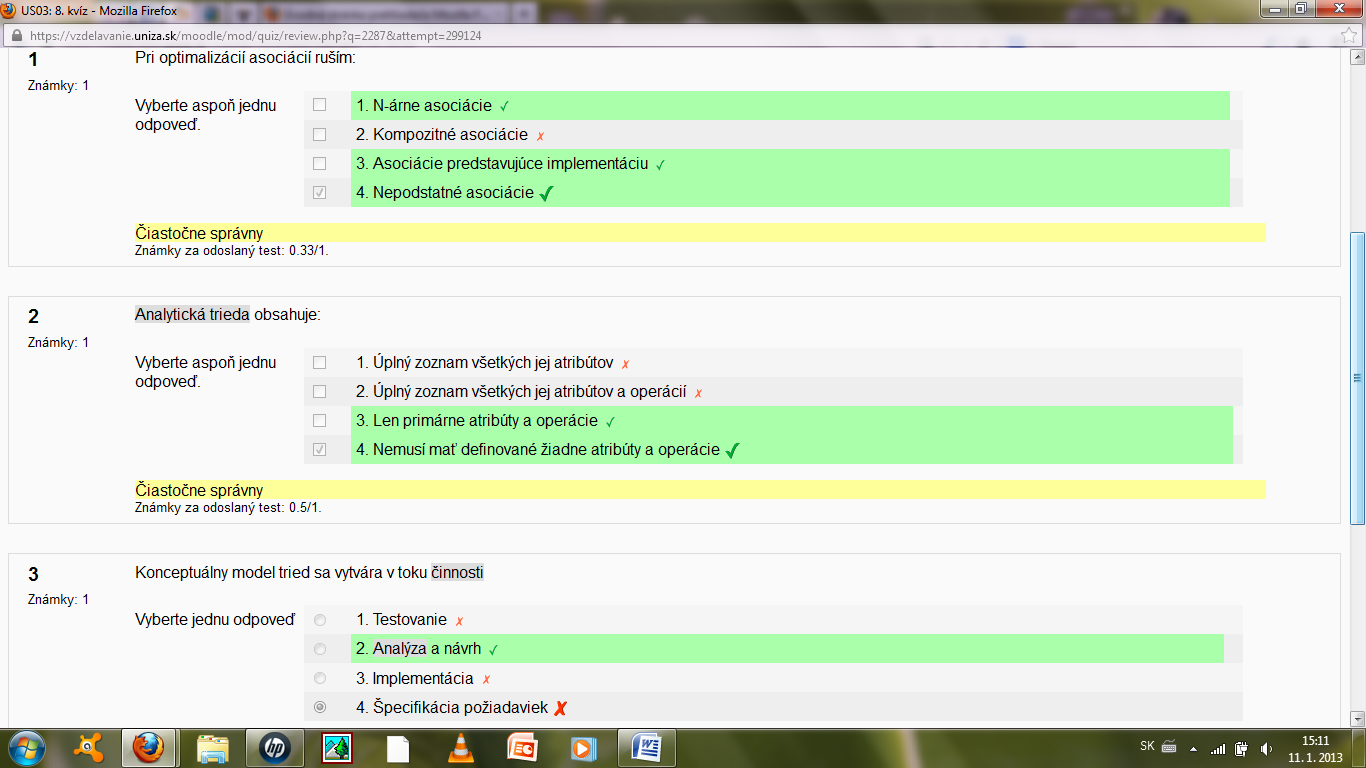 US03: 8. kvíz - Mozilla Firefox
https://vzdelavanie.uniza.sk/moodle/mod/quiz/review.php?q=2287&attempt=299124
1
Pri optimalizácií asociácií ruším:
Známky: 1
Vyberte aspoň jednu
odpoveď.
1. N-árne asociácie ✓
2. Kompozitné asociácie ✗
3. Asociácie predstavujúce implementáciu ✓
4. Nepodstatné asociácie ✓
Čiastočne správny
Známky za odoslaný test: 0.33/1.
2
Analytická trieda obsahuje:
Známky: 1
Vyberte aspoň jednu
odpoveď.
1. Úplný zoznam všetkých jej atribútov ✗
2. Úplný zoznam všetkých jej atribútov a operácií ✗
3. Len primárne atribúty a operácie ✓
4. Nemusí mať definované žiadne atribúty a operácie ✓
Čiastočne správny
Známky za odoslaný test: 0.5/1.
3
Konceptuálny model tried sa vytvára v toku činnosti
Známky: 1
Vyberte jednu odpoveď
1. Testovanie ✗
2. Analýza a návrh ✓
3. Implementácia ✗
4. Špecifikácia požiadaviek ✗
SK
15:11
11. 1. 2013